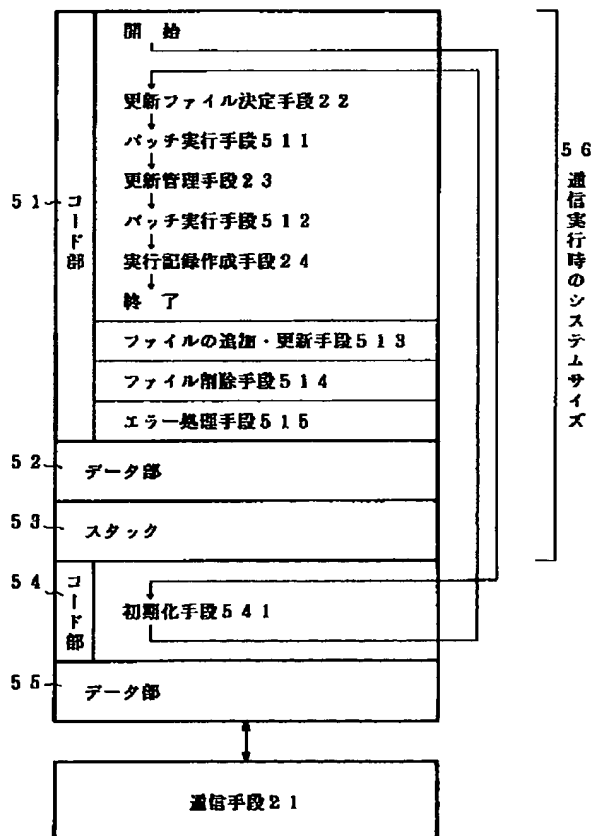 開 始
更新ファイル決定手段22
パッチ実行手段511
更新管理手段23
パッチ実行手段512
実行記録作成手段24
終 了
ファイルの追加・更新手段513
ファイル削除手段514
エラー処理手段515
51
コード部
52
データ部
53
スタック
54
コード部
初期化手段541
55
データ部
56
通信実行時のシステムサイズ
通信手段21